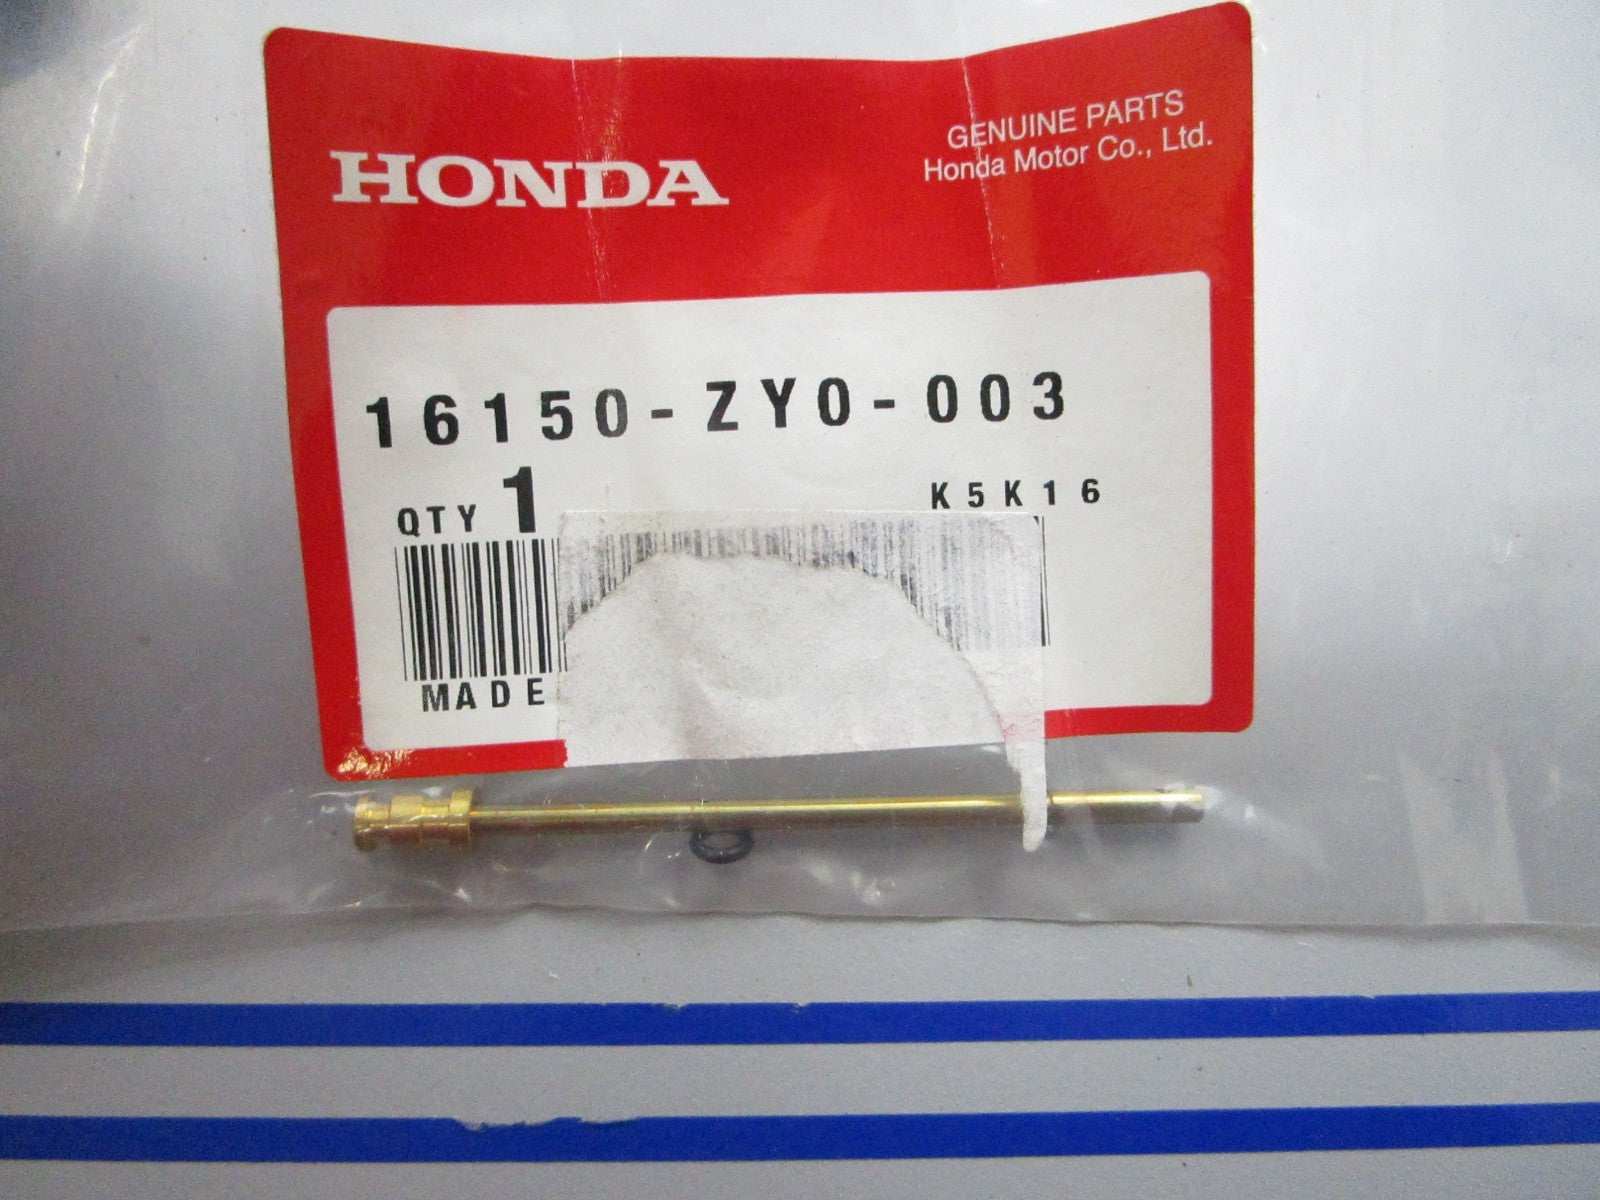 HONDA
GENUINE PARTS
Honda Motor Co., Ltd.
16150-ZY0-003
QTY 1
K5K16
MADE